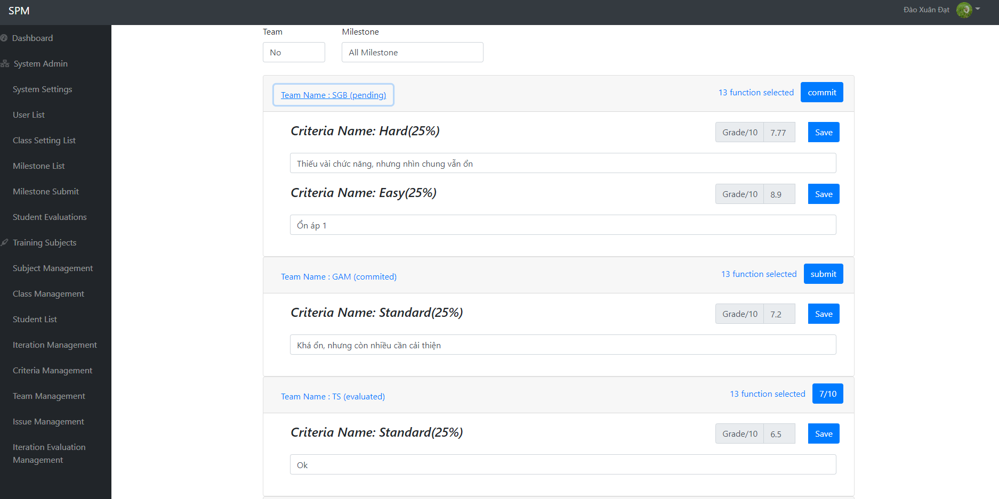 SPM
Đào Xuân Đạt
Dashboard
System Admin
System Settings
User List
Class Setting List
Milestone List
Milestone Submit
Student Evaluations
Training Subjects
Subject Management
Class Management
Student List
Iteration Management
Criteria Management
Team Management
Issue Management
Iteration Evaluation
Management
Team Milestone
No All Milestone
Team Name : SGB (pending) 13 function selected commit
Criteria Name: Hard(25%) Grade/10 7.77 Save
Thiếu vài chức năng, nhưng nhìn chung vẫn ổn
Criteria Name: Easy(25%) Grade/10 8.9 Save
Ổn áp 1
Team Name : GAM (commited) 13 function selected submit
Criteria Name: Standard(25%) Grade/10 7.2 Save
Khá ổn, nhưng còn nhiều cần cải thiện
Team Name : TS (evaluated) 13 function selected 7/10
Criteria Name: Standard(25%) Grade/10 6.5 Save
Ok